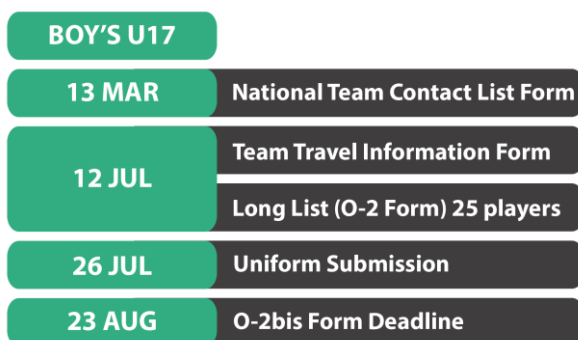 BOY'S U17
13 MAR
National Team Contact List Form
12 JUL
Team Travel Information Form
Long List (O-2 Form) 25 players
26 JUL
Uniform Submission
23 AUG
O-2bis Form Deadline